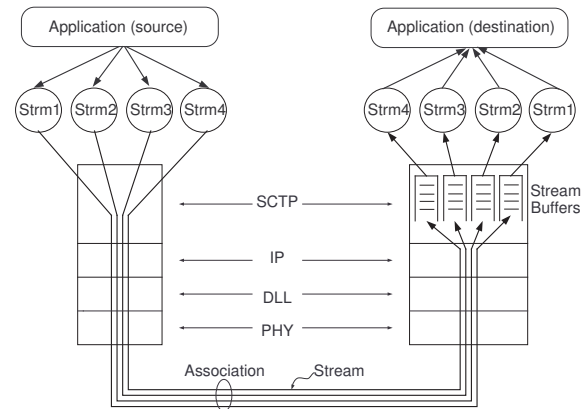 Application (source)
Application (destination)
Strm1
Strm2
Strm3
Strm4
Strm4
Strm3
Strm2
Strm1
SCTP
Stream
Buffers
IP
DLL
PHY
Association
Stream